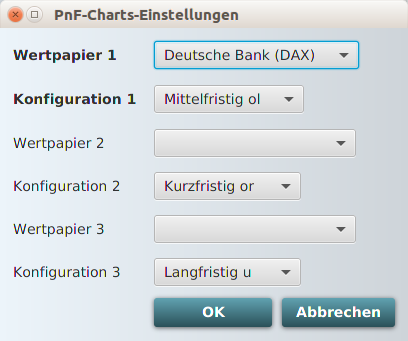 PnF-Charts-Einstellungen
Wertpapier 1 Deutsche Bank (DAX)
Konfiguration 1 Mittelfristig ol
Wertpapier 2
Konfiguration 2 Kurzfristig or
Wertpapier 3
Konfiguration 3 Langfristig u
OK Abbrechen